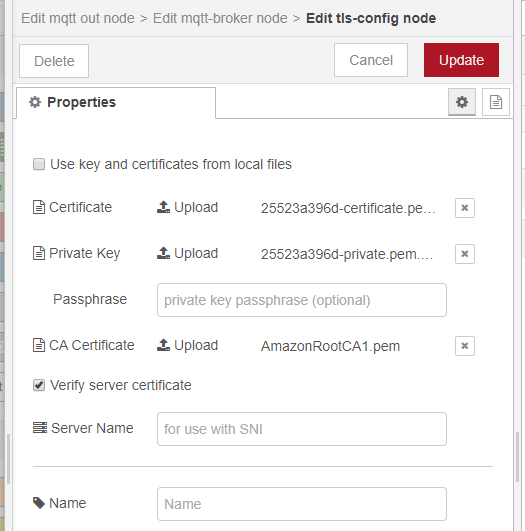 Edit mqtt out node > Edit mqtt-broker node > Edit tls-config node
Delete Cancel Update
Properties
Use key and certificates from local files
Certificate Upload 25523a396d-certificate.pe...
Private Key Upload 25523a396d-private.pem....
Passphrase private key passphrase (optional)
CA Certificate Upload AmazonRootCA1.pem
Verify server certificate
Server Name for use with SNI
Name Name